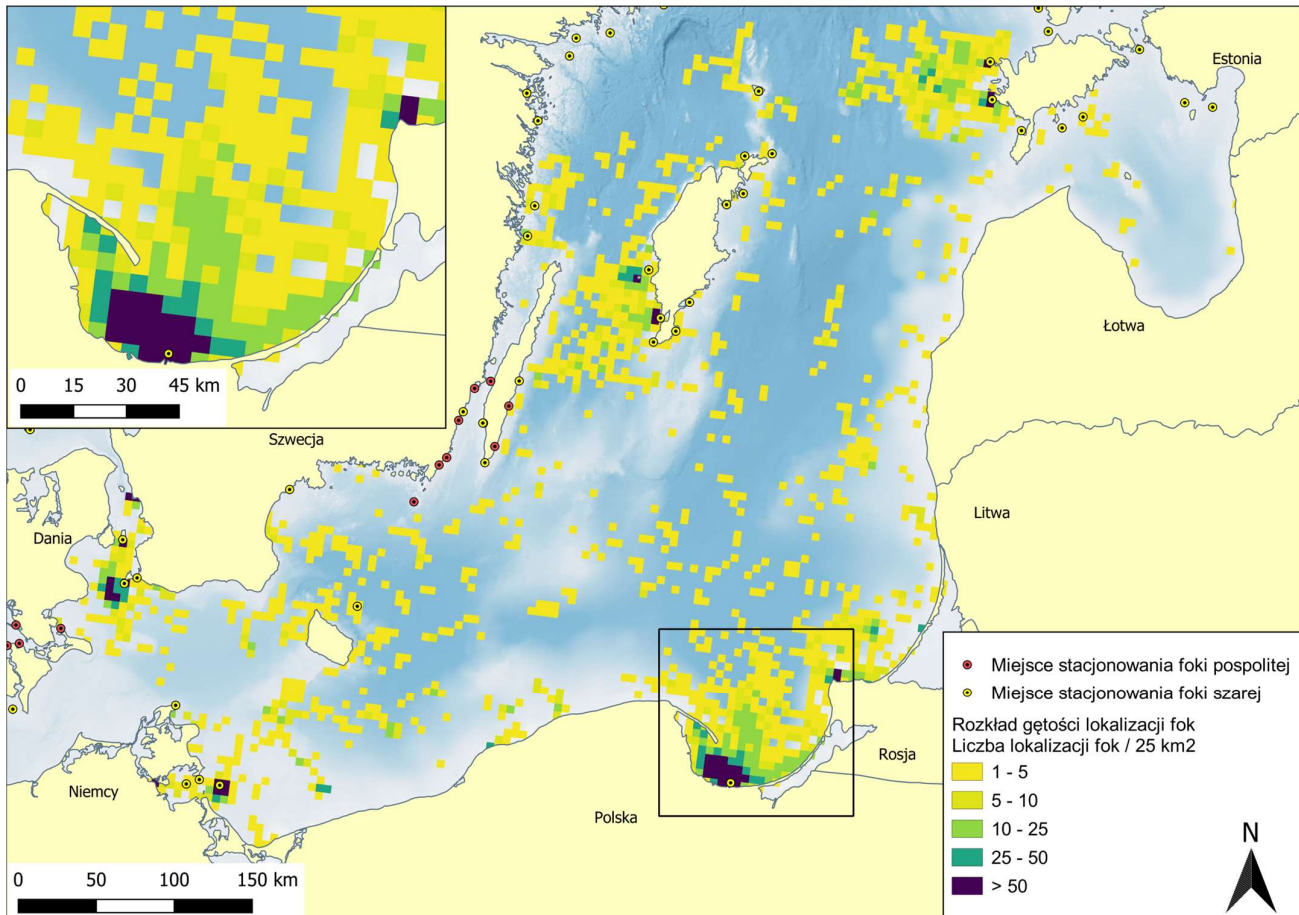 Estonia
Łotwa
0 15 30 45 km
Szwecja
Litwa
Dania
Rosja
Niemcy
Polska
0 50 100 150 km
Miejsce stacjonowania foki pospolitej
Miejsce stacjonowania foki szarej
Rozkład gętości lokalizacji fok
Liczba lokalizacji fok / 25 km2
1 - 5
5 - 10
10 - 25
25 - 50
> 50
N